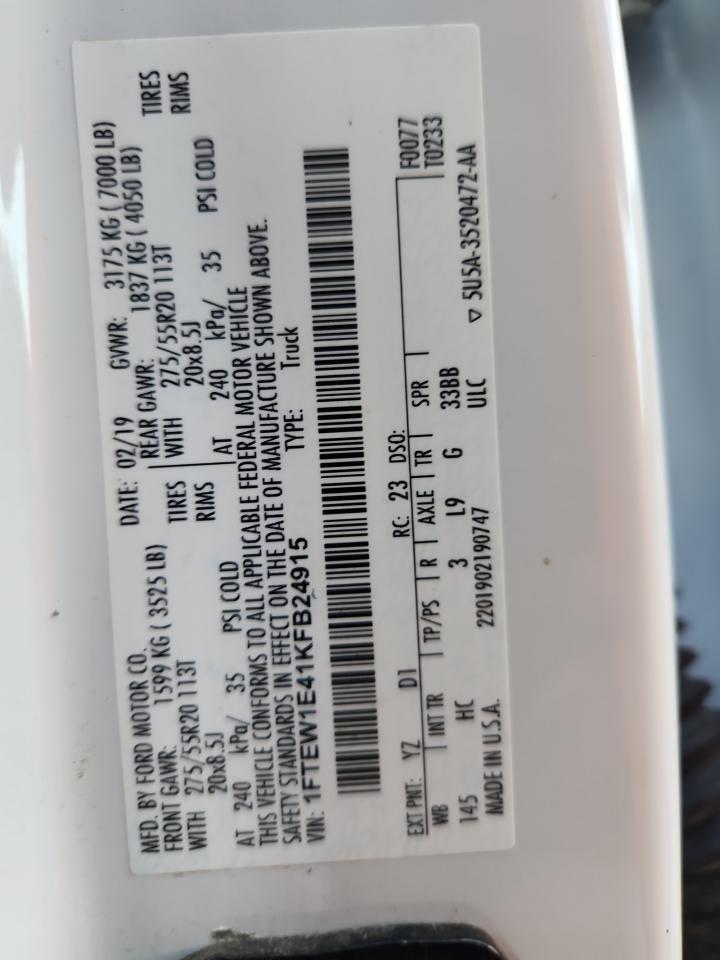 MFD. BY FORD MOTOR CO. DATE: 02/19 GVWR: 3175 KG ( 7000 LB)
FRONT GAWR: 1599 KG ( 3525 LB) REAR GAWR: 1837 KG ( 4050 LB)
WITH 275/55R20 113T TIRES WITH 275/55R20 113T TIRES
20x8.5J RIMS 20x8.5J RIMS
AT 240 kPa/ 35 PSI COLD AT 240 kPa/ 35 PSI COLD
THIS VEHICLE CONFORMS TO ALL APPLICABLE FEDERAL MOTOR VEHICLE
SAFETY STANDARDS IN EFFECT ON THE DATE OF MANUFACTURE SHOWN ABOVE.
VIN: 1FTEW1E41KFB24915 TYPE: Truck
F0077
EXT PNT: YZ D1 RC: 23 DSO: T0233
WB INT TR TP/PS R AXLE TR SPR
145 HC 3 L9 G 33BB
MADE IN U.S.A. 2201902190747 ULC ▽ 5U5A-3520472-AA